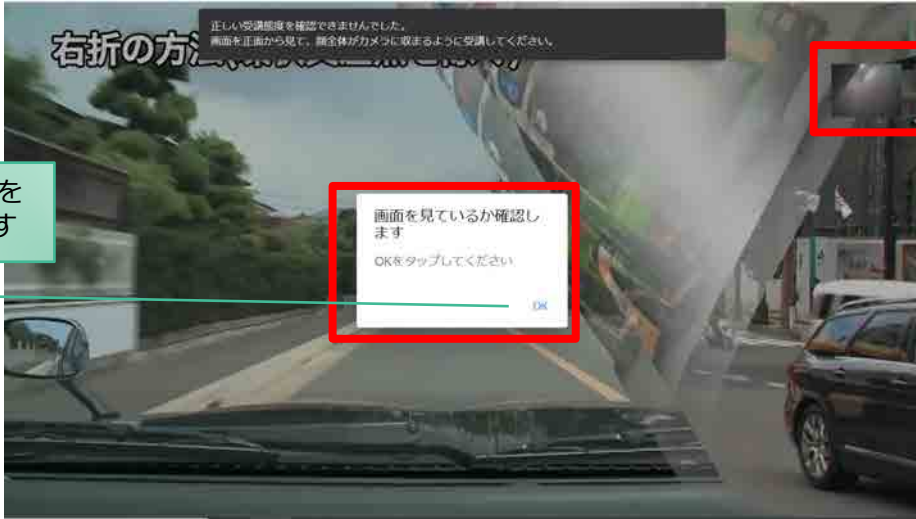 正しい受講態度を確認できませんでした。
画面を正面から見て、顔全体がカメラに収まるように受講してください。
右折の方法
を
す
画面を見ているか確認し
ます
OKをタップしてください
OK